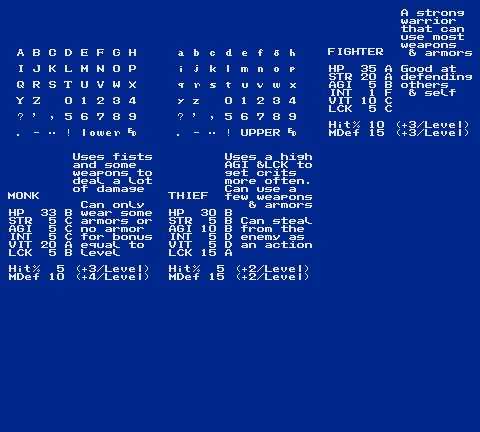 A B C D E F G H
I J K L M N O P
Q R S T U V W X
Y Z 0 1 2 3 4
? ' , 5 6 7 8 9
. - ·· ! lower
a b c d e f g h
i j k l m n o p
q r s t u v w x
y z 0 1 2 3 4
? ' , 5 6 7 8 9
. - ·· ! UPPER
A strong
warrior
that can
use most
weapons
& armors
FIGHTER
HP 35 A Good at
STR 20 A defending
AGI 5 B others
INT 1 F & self
VIT 10 C
LCK 5 C
Hit% 10 (+3/Level)
MDef 15 (+3/Level)
Uses fists
and some
weapons to
deal a lot
of damage
MONK
Can only
HP 33 B wear some
STR 5 C armors or
AGI 5 C no armor
INT 5 C for bonus
VIT 20 A equal to
LCK 5 B level
Hit% 5 (+3/Level)
MDef 10 (+4/Level)
Uses a high
AGI &LCK to
get crits
more often.
Can use a
few weapons
& armors
THIEF
HP 30 B
STR 5 B Can steal
AGI 10 B from the
INT 5 D enemy as
VIT 5 D an action
LCK 15 A
Hit% 5 (+2/Level)
MDef 15 (+2/Level)